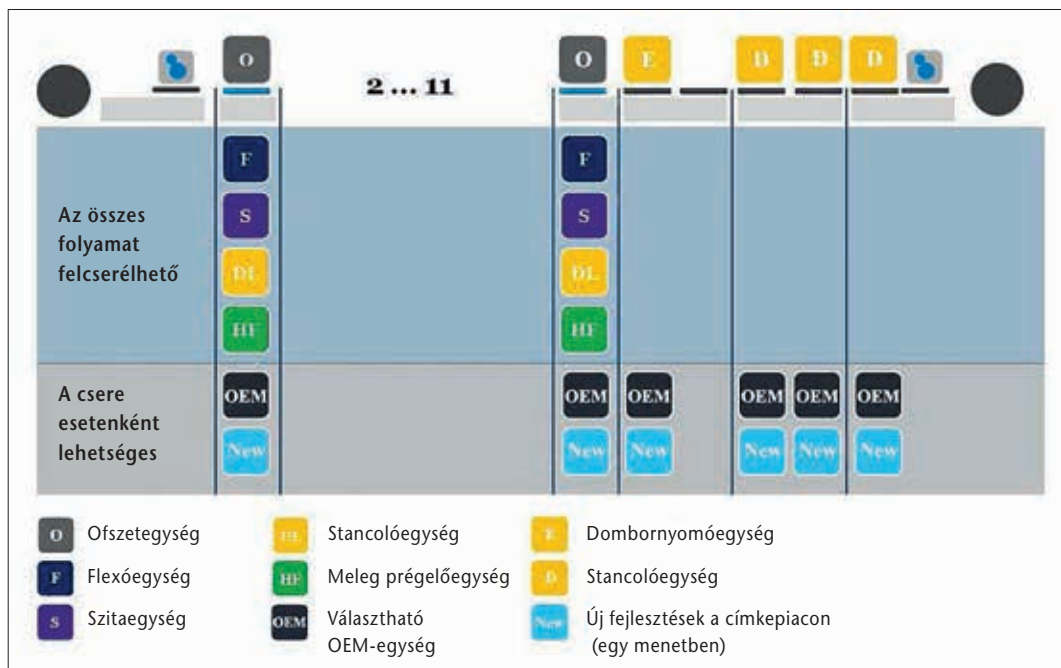 O
2 ... 11
O E D D D
F F
S S
DL DL
HF HF
Az összes
folyamat
felcserélhető
OEM OEM OEM OEM OEM OEM
New New New New New New
A csere
esetenként
lehetséges
O Ofszetegység
F Flexóegység
S Szitaegység
Stancolóegység
HF Meleg prégelőegység
OEM Választható
OEM-egység
E Dombornyomóegység
D Stancolóegység
New Új fejlesztések a címkepiacon
(egy menetben)